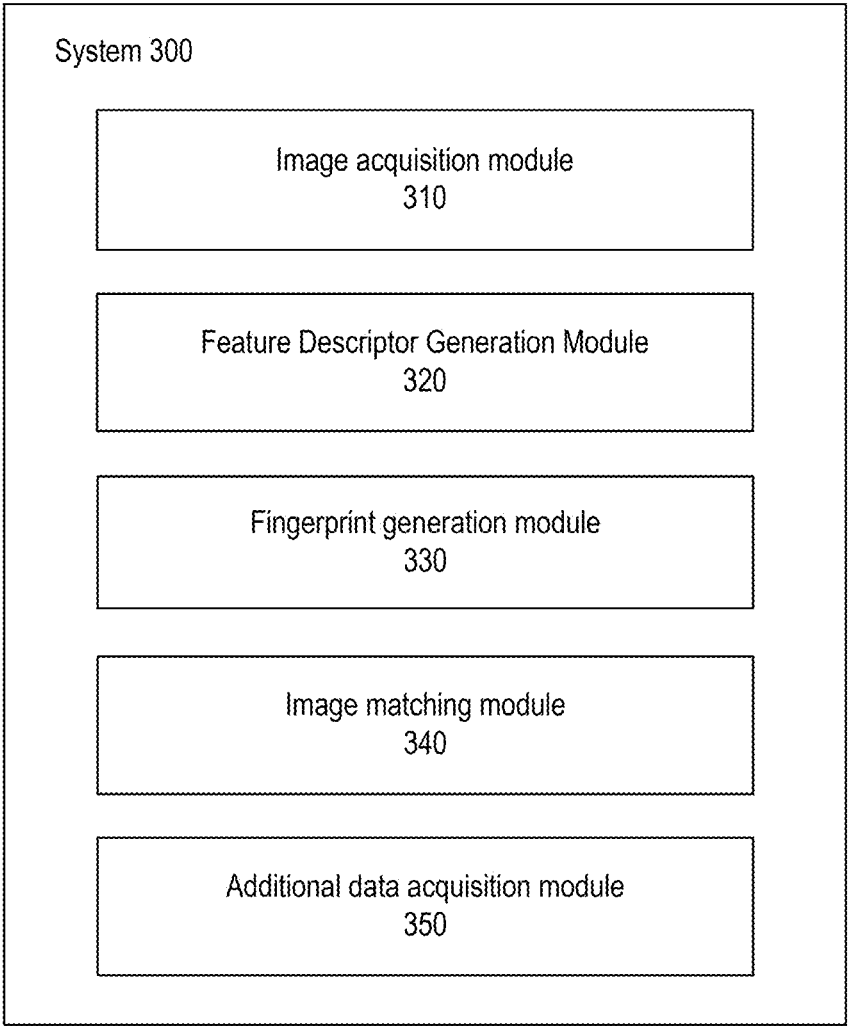 System 300
Image acquisition module
310
Feature Descriptor Generation Module
320
Fingerprint generation module
330
Image matching module
340
Additional data acquisition module
350